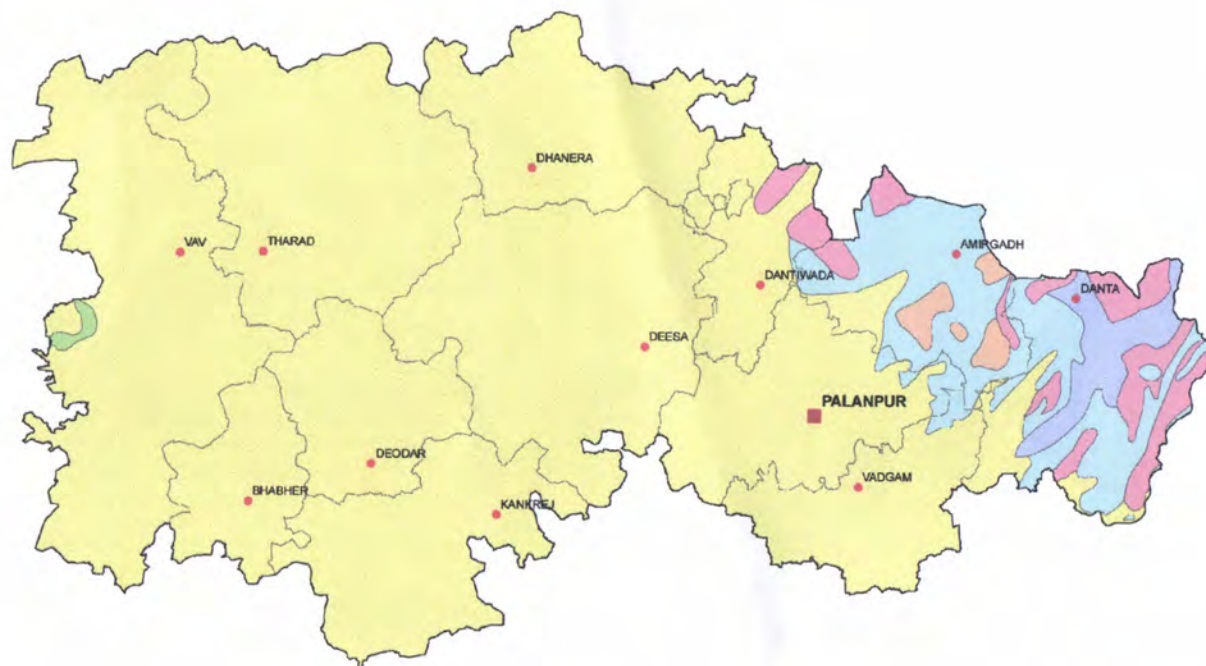 DHANERA
VAV
THARAD
AMIRGADH
DANTIWADA
DANTA
DEESA
PALANPUR
DEODAR
VADGAM
BHABHER
KANKREJ